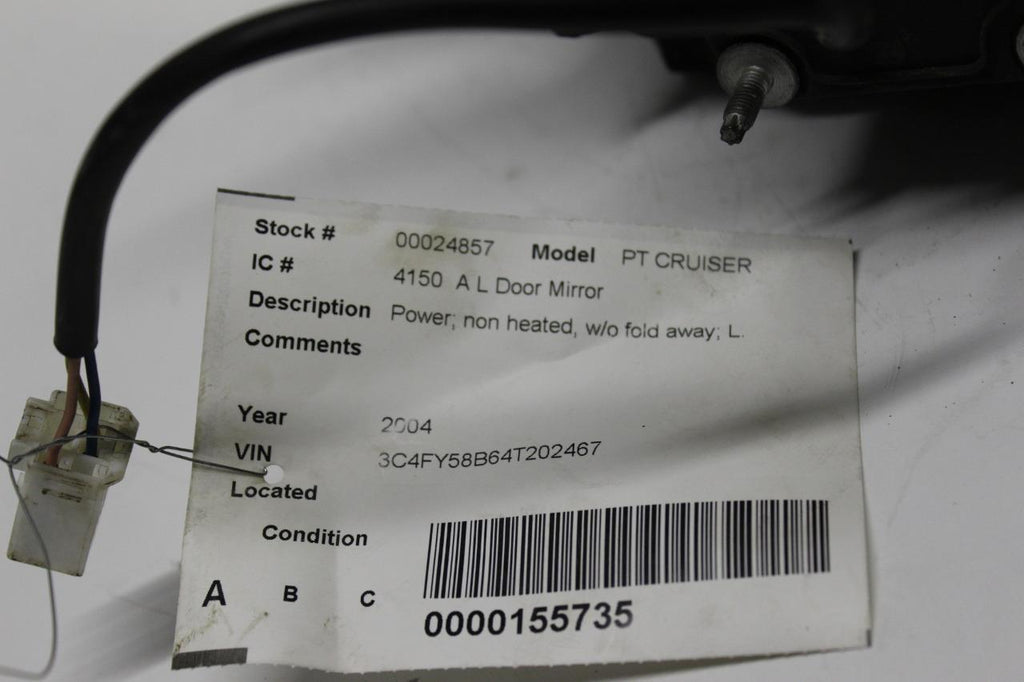 Stock # 00024857 Model PT CRUISER
IC # 4150 A L Door Mirror
Description Power; non heated, w/o fold away; L.
Comments
Year 2004
VIN 3C4FY58B64T202467
Located
Condition
A B C
0000155735